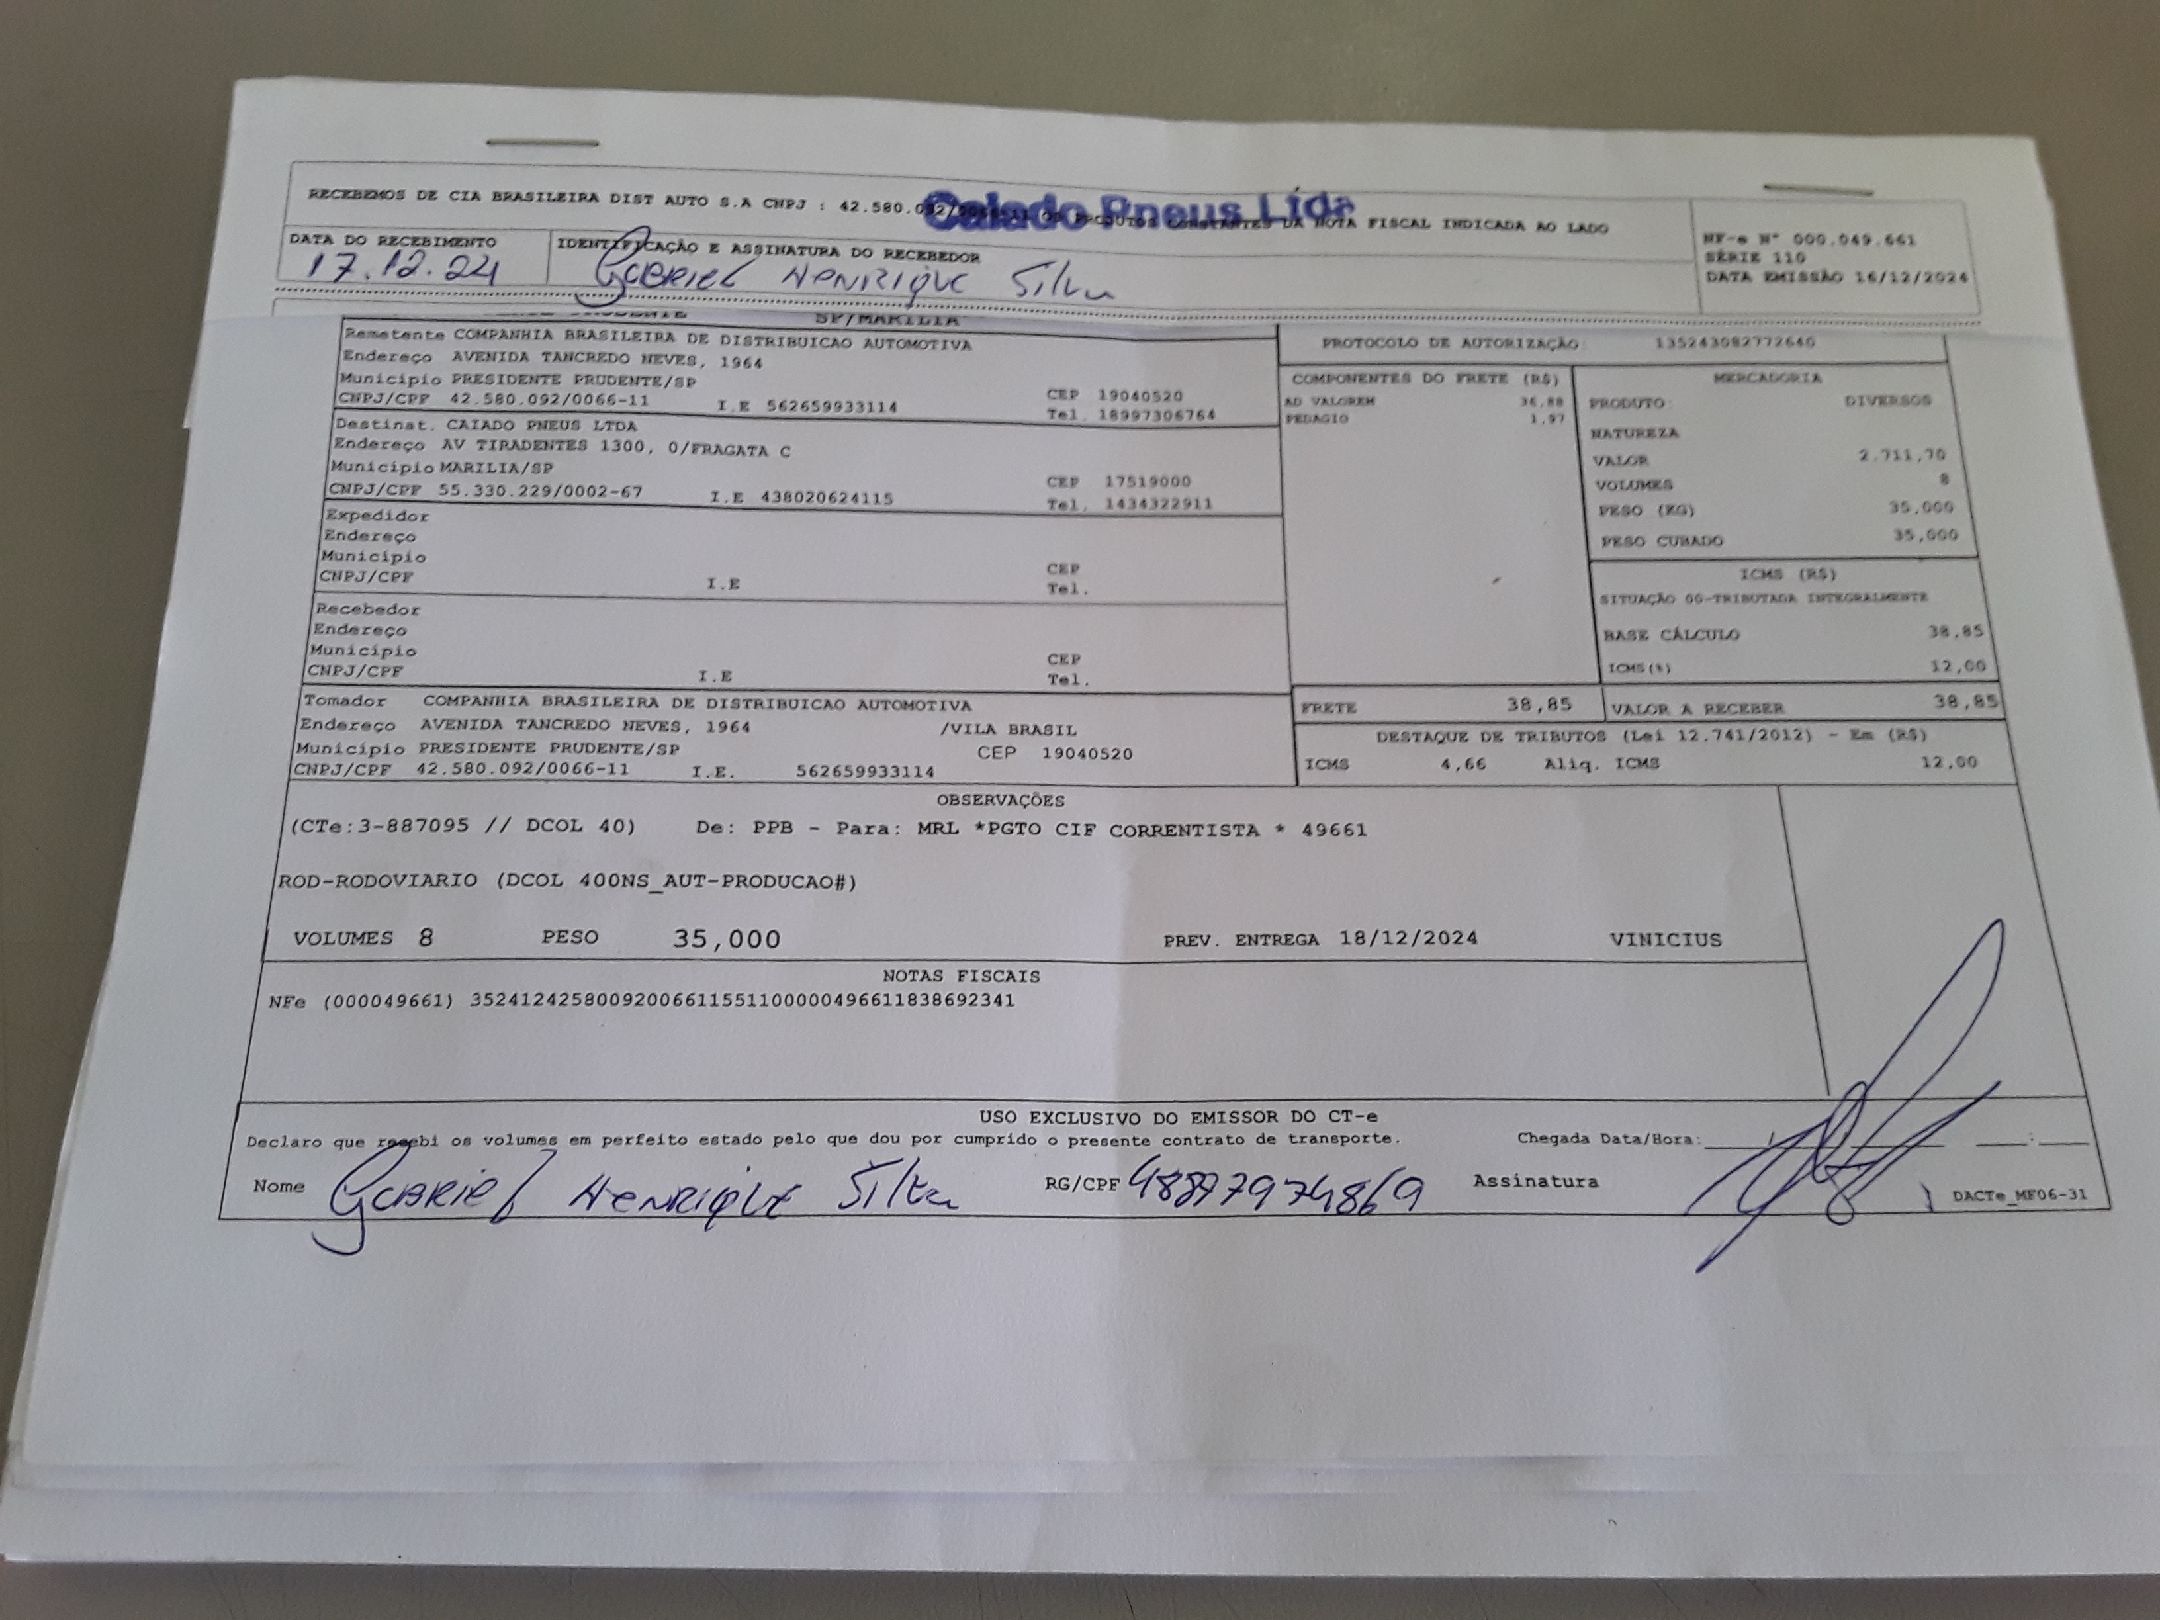 Caiado Pneus Ltda
RECEBEMOS DE CIA BRASILEIRA DIST AUTO S.A CNPJ : 42.580.092/0066-11 OS PRODUTOS CONSTANTES DA NOTA FISCAL INDICADA AO LADO
NF-e Nº 000.049.661
SÉRIE 110
DATA EMISSÃO 16/12/2024
DATA DO RECEBIMENTO
17.12.24
IDENTIFICAÇÃO E ASSINATURA DO RECEBEDOR
Gabriel Henrique Silva
SP/MARILIA
Remetente COMPANHIA BRASILEIRA DE DISTRIBUICAO AUTOMOTIVA
Endereço AVENIDA TANCREDO NEVES, 1964
Município PRESIDENTE PRUDENTE/SP CEP 19040520
CNPJ/CPF 42.580.092/0066-11 I.E 562659933114 Tel. 18997306764
Destinat. CAIADO PNEUS LTDA
Endereço AV TIRADENTES 1300, 0/FRAGATA C
Município MARILIA/SP CEP 17519000
CNPJ/CPF 55.330.229/0002-67 I.E 438020624115 Tel. 1434322911
Expedidor
Endereço
Município CEP
CNPJ/CPF I.E Tel.
Recebedor
Endereço
Município CEP
CNPJ/CPF I.E Tel.
Tomador COMPANHIA BRASILEIRA DE DISTRIBUICAO AUTOMOTIVA
Endereço AVENIDA TANCREDO NEVES, 1964 /VILA BRASIL
Município PRESIDENTE PRUDENTE/SP CEP 19040520
CNPJ/CPF 42.580.092/0066-11 I.E. 562659933114
PROTOCOLO DE AUTORIZAÇÃO: 135243082772640
COMPONENTES DO FRETE (R$)
AD VALOREM 36,88
PEDAGIO 1,97
MERCADORIA
PRODUTO: DIVERSOS
NATUREZA
VALOR 2.711,70
VOLUMES 8
PESO (KG) 35,000
PESO CUBADO 35,000
ICMS (R$)
SITUAÇÃO 00-TRIBUTADA INTEGRALMENTE
BASE CÁLCULO 38,85
ICMS(%) 12,00
FRETE 38,85 VALOR A RECEBER 38,85
DESTAQUE DE TRIBUTOS (Lei 12.741/2012) - Em (R$)
ICMS 4,66 Aliq. ICMS 12,00
OBSERVAÇÕES
(CTe:3-887095 // DCOL 40) De: PPB - Para: MRL *PGTO CIF CORRENTISTA * 49661
ROD-RODOVIARIO (DCOL 400NS_AUT-PRODUCAO#)
VOLUMES 8 PESO 35,000 PREV. ENTREGA 18/12/2024 VINICIUS
NOTAS FISCAIS
NFe (000049661) 35241242580092006611551100000496611838692341
USO EXCLUSIVO DO EMISSOR DO CT-e
Declaro que recebi os volumes em perfeito estado pelo que dou por cumprido o presente contrato de transporte. Chegada Data/Hora: / :
Nome Gabriel Henrique Silva RG/CPF 48897974869 Assinatura
DACTe_MF06-31